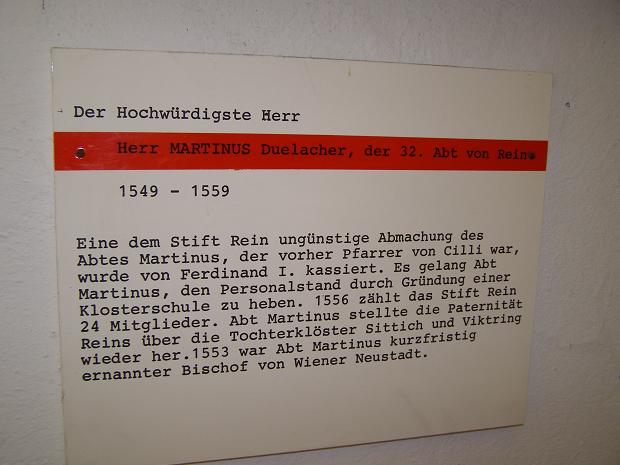 Der Hochwürdigste Herr
Herr MARTINUS Duelacher, der 32. Abt von Rein
1549 - 1559
Eine dem Stift Rein ungünstige Abmachung des
Abtes Martinus, der vorher Pfarrer von Cilli war,
wurde von Ferdinand I. kassiert. Es gelang Abt
Martinus, den Personalstand durch Gründung einer
Klosterschule zu heben. 1556 zählt das Stift Rein
24 Mitglieder. Abt Martinus stellte die Paternität
Reins über die Tochterklöster Sittich und Viktring
wieder her.1553 war Abt Martinus kurzfristig
ernannter Bischof von Wiener Neustadt.